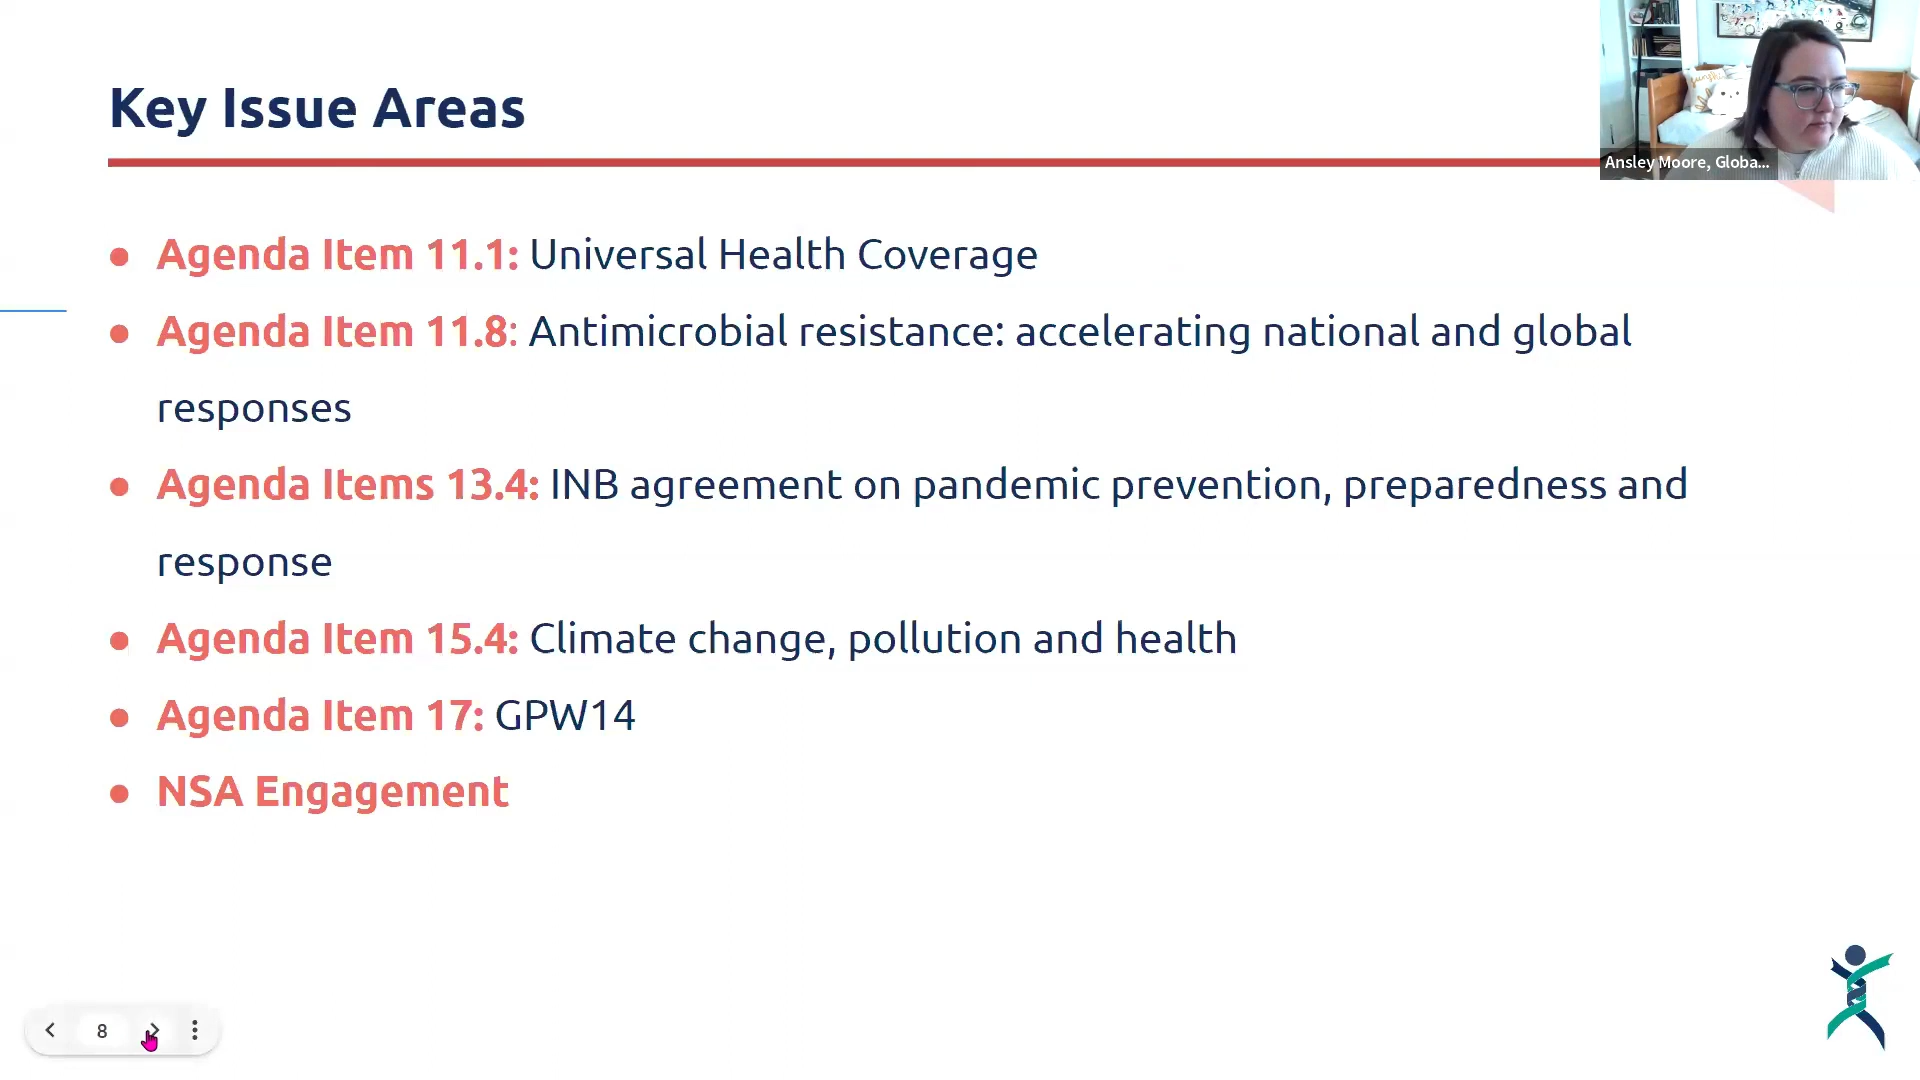 Key Issue Areas
Ansley Moore, Globa...
Agenda Item 11.1: Universal Health Coverage
Agenda Item 11.8: Antimicrobial resistance: accelerating national and global
responses
Agenda Items 13.4: INB agreement on pandemic prevention, preparedness and
response
Agenda Item 15.4: Climate change, pollution and health
Agenda Item 17: GPW14
NSA Engagement
8